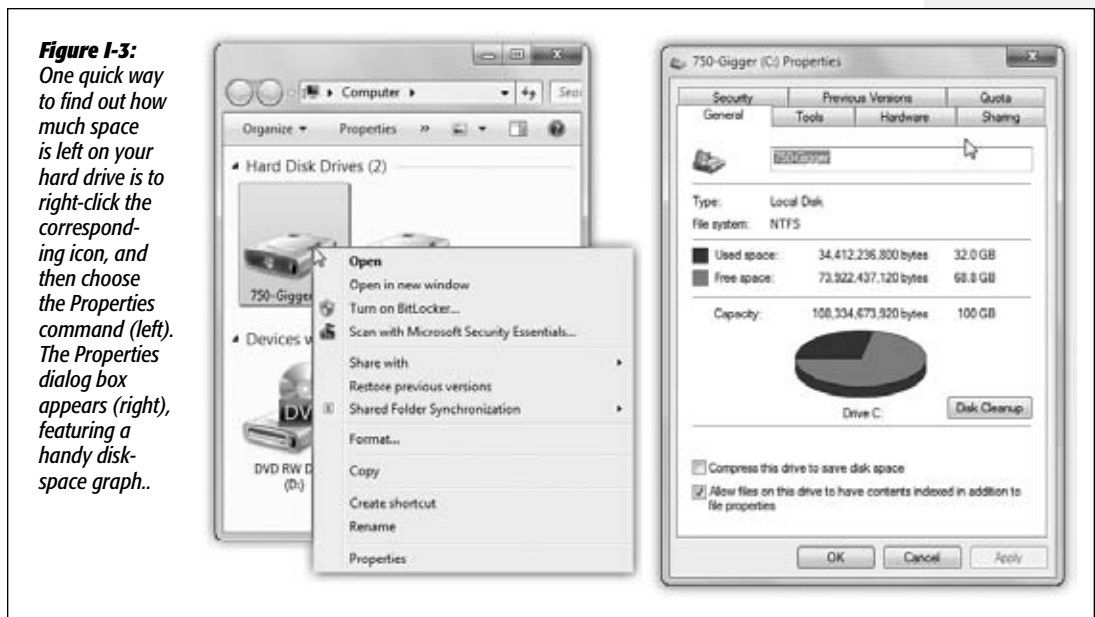 Figure I-3:
One quick way
to find out how
much space
is left on your
hard drive is to
right-click the
correspond-
ing icon, and
then choose
the Properties
command (left).
The Properties
dialog box
appears (right),
featuring a
handy disk-
space graph..
Computer
Organize
Properties »
Hard Disk Drives (2)
750-Gigger
Open
Open in new window
Turn on BitLocker...
Scan with Microsoft Security Essentials...
Share with
Restore previous versions
Shared Folder Synchronization
Format...
Copy
Create shortcut
Rename
Properties
Devices w
DV
DVD RW D
(D:)
750-Gigger (C:) Properties
Security Previous Versions Quota
General Tools Hardware Sharing
750-Gigger
Type: Local Disk
File system: NTFS
Used space: 34,412,236,800 bytes 32.0 GB
Free space: 73,922,437,120 bytes 68.8 GB
Capacity: 108,334,673,920 bytes 100 GB
Drive C:
Disk Cleanup
Compress this drive to save disk space
Allow files on this drive to have contents indexed in addition to
file properties
OK Cancel Apply